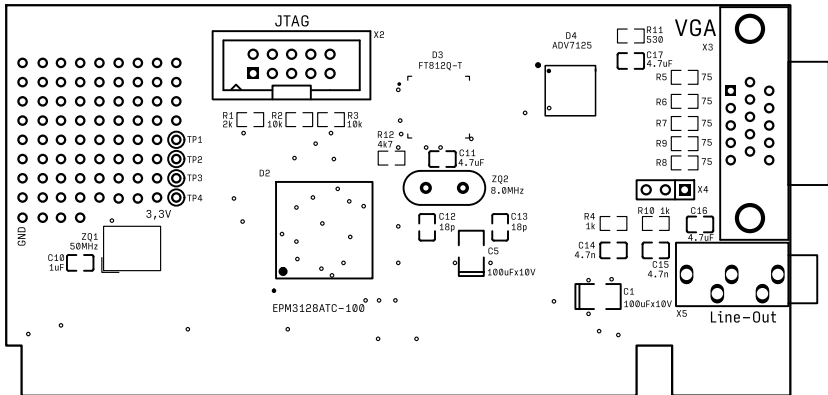 JTAG
X2
D3
FT812Q-T
D4
ADV7125
R11
530
C17
4.7uF
VGA
X3
R5 75
R6 75
R7 75
R9 75
R8 75
R1
2k
R2
10k
R3
10k
R12
4k7
C11
4.7uF
TP1
TP2
TP3
TP4
D2
ZQ2
8.0MHz
X4
GND
3,3V
ZQ1
50MHz
C10
1uF
C12
18p
C13
18p
C5
100uFx10V
R4
1k
R10 1k
C16
4.7uF
C14
4.7n
C15
4.7n
C1
100uFx10V
EPM3128ATC-100
X5
Line-Out